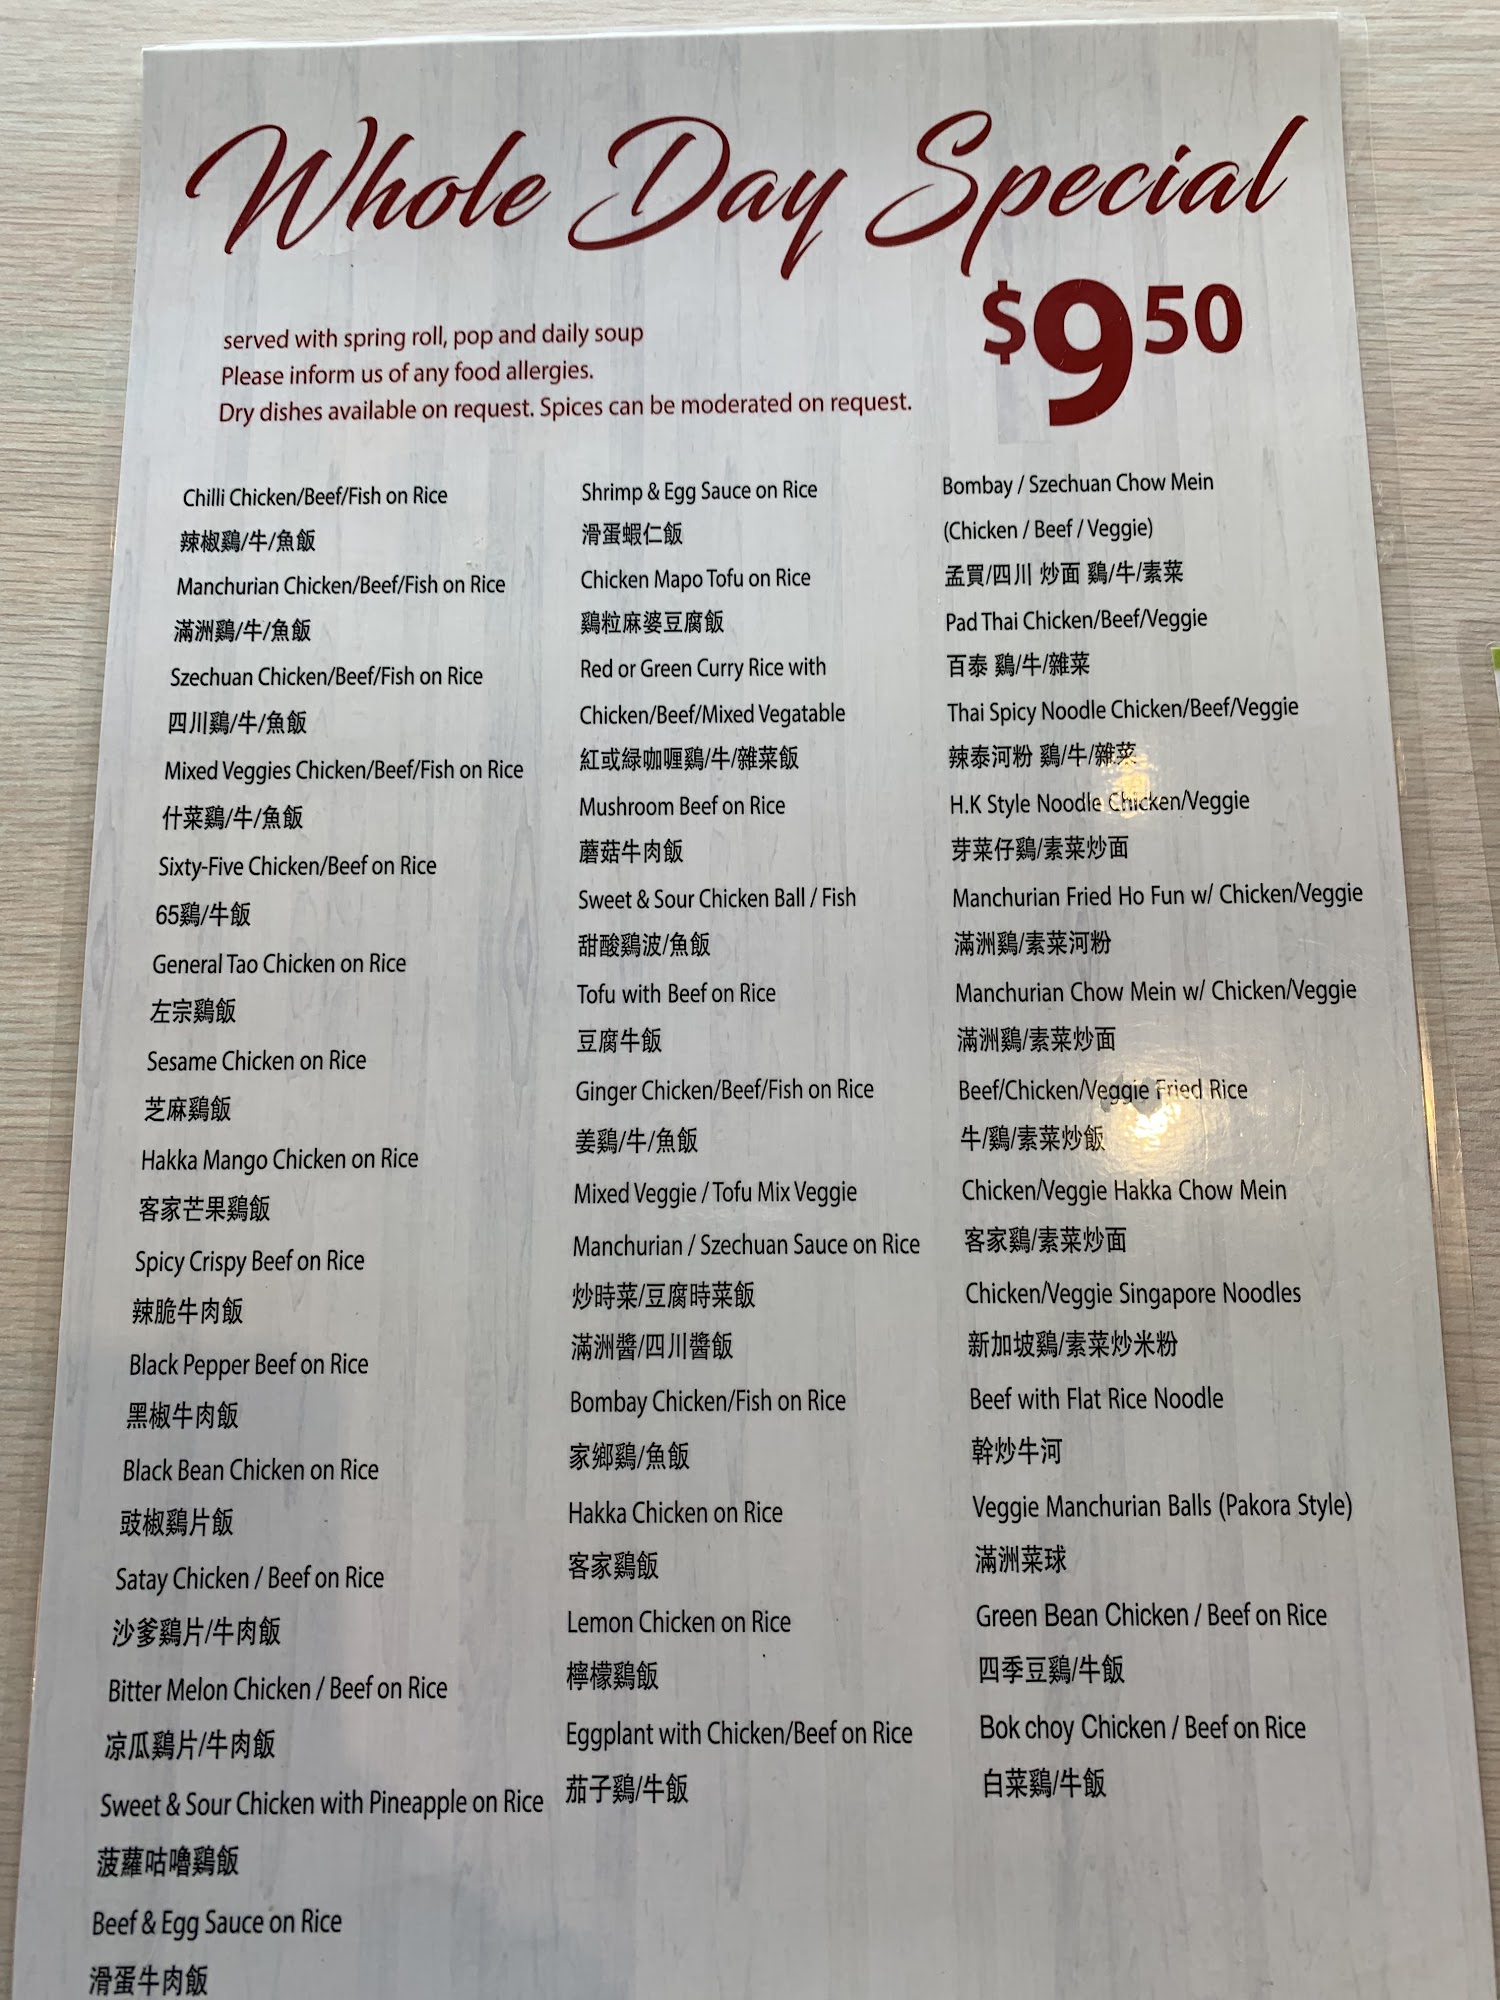 Whole Day Special
$9.50
served with spring roll, pop and daily soup
Please inform us of any food allergies.
Dry dishes available on request. Spices can be moderated on request.
Chilli Chicken/Beef/Fish on Rice
辣椒鷄/牛/魚飯
Manchurian Chicken/Beef/Fish on Rice
滿洲鷄/牛/魚飯
Szechuan Chicken/Beef/Fish on Rice
四川鷄/牛/魚飯
Mixed Veggies Chicken/Beef/Fish on Rice
什菜鷄/牛/魚飯
Sixty-Five Chicken/Beef on Rice
65鷄/牛飯
General Tao Chicken on Rice
左宗鷄飯
Sesame Chicken on Rice
芝麻鷄飯
Hakka Mango Chicken on Rice
客家芒果鷄飯
Spicy Crispy Beef on Rice
辣脆牛肉飯
Black Pepper Beef on Rice
黑椒牛肉飯
Black Bean Chicken on Rice
豉椒鷄片飯
Satay Chicken / Beef on Rice
沙爹鷄片/牛肉飯
Bitter Melon Chicken / Beef on Rice
凉瓜鷄片/牛肉飯
Sweet & Sour Chicken with Pineapple on Rice
菠蘿咕嚕鷄飯
Beef & Egg Sauce on Rice
滑蛋牛肉飯
Shrimp & Egg Sauce on Rice
滑蛋蝦仁飯
Chicken Mapo Tofu on Rice
鷄粒麻婆豆腐飯
Red or Green Curry Rice with
Chicken/Beef/Mixed Vegatable
紅或緑咖喱鷄/牛/雜菜飯
Mushroom Beef on Rice
蘑菇牛肉飯
Sweet & Sour Chicken Ball / Fish
甜酸鷄波/魚飯
Tofu with Beef on Rice
豆腐牛飯
Ginger Chicken/Beef/Fish on Rice
姜鷄/牛/魚飯
Mixed Veggie / Tofu Mix Veggie
Manchurian / Szechuan Sauce on Rice
炒時菜/豆腐時菜飯
滿洲醬/四川醬飯
Bombay Chicken/Fish on Rice
家鄉鷄/魚飯
Hakka Chicken on Rice
客家鷄飯
Lemon Chicken on Rice
檸檬鷄飯
Eggplant with Chicken/Beef on Rice
茄子鷄/牛飯
Bombay / Szechuan Chow Mein
(Chicken / Beef / Veggie)
孟買/四川 炒面 鷄/牛/素菜
Pad Thai Chicken/Beef/Veggie
百泰 鷄/牛/雜菜
Thai Spicy Noodle Chicken/Beef/Veggie
辣泰河粉 鷄/牛/雜菜
H.K Style Noodle Chicken/Veggie
芽菜仔鷄/素菜炒面
Manchurian Fried Ho Fun w/ Chicken/Veggie
滿洲鷄/素菜河粉
Manchurian Chow Mein w/ Chicken/Veggie
滿洲鷄/素菜炒面
Beef/Chicken/Veggie Fried Rice
牛/鷄/素菜炒飯
Chicken/Veggie Hakka Chow Mein
客家鷄/素菜炒面
Chicken/Veggie Singapore Noodles
新加坡鷄/素菜炒米粉
Beef with Flat Rice Noodle
幹炒牛河
Veggie Manchurian Balls (Pakora Style)
滿洲菜球
Green Bean Chicken / Beef on Rice
四季豆鷄/牛飯
Bok choy Chicken / Beef on Rice
白菜鷄/牛飯